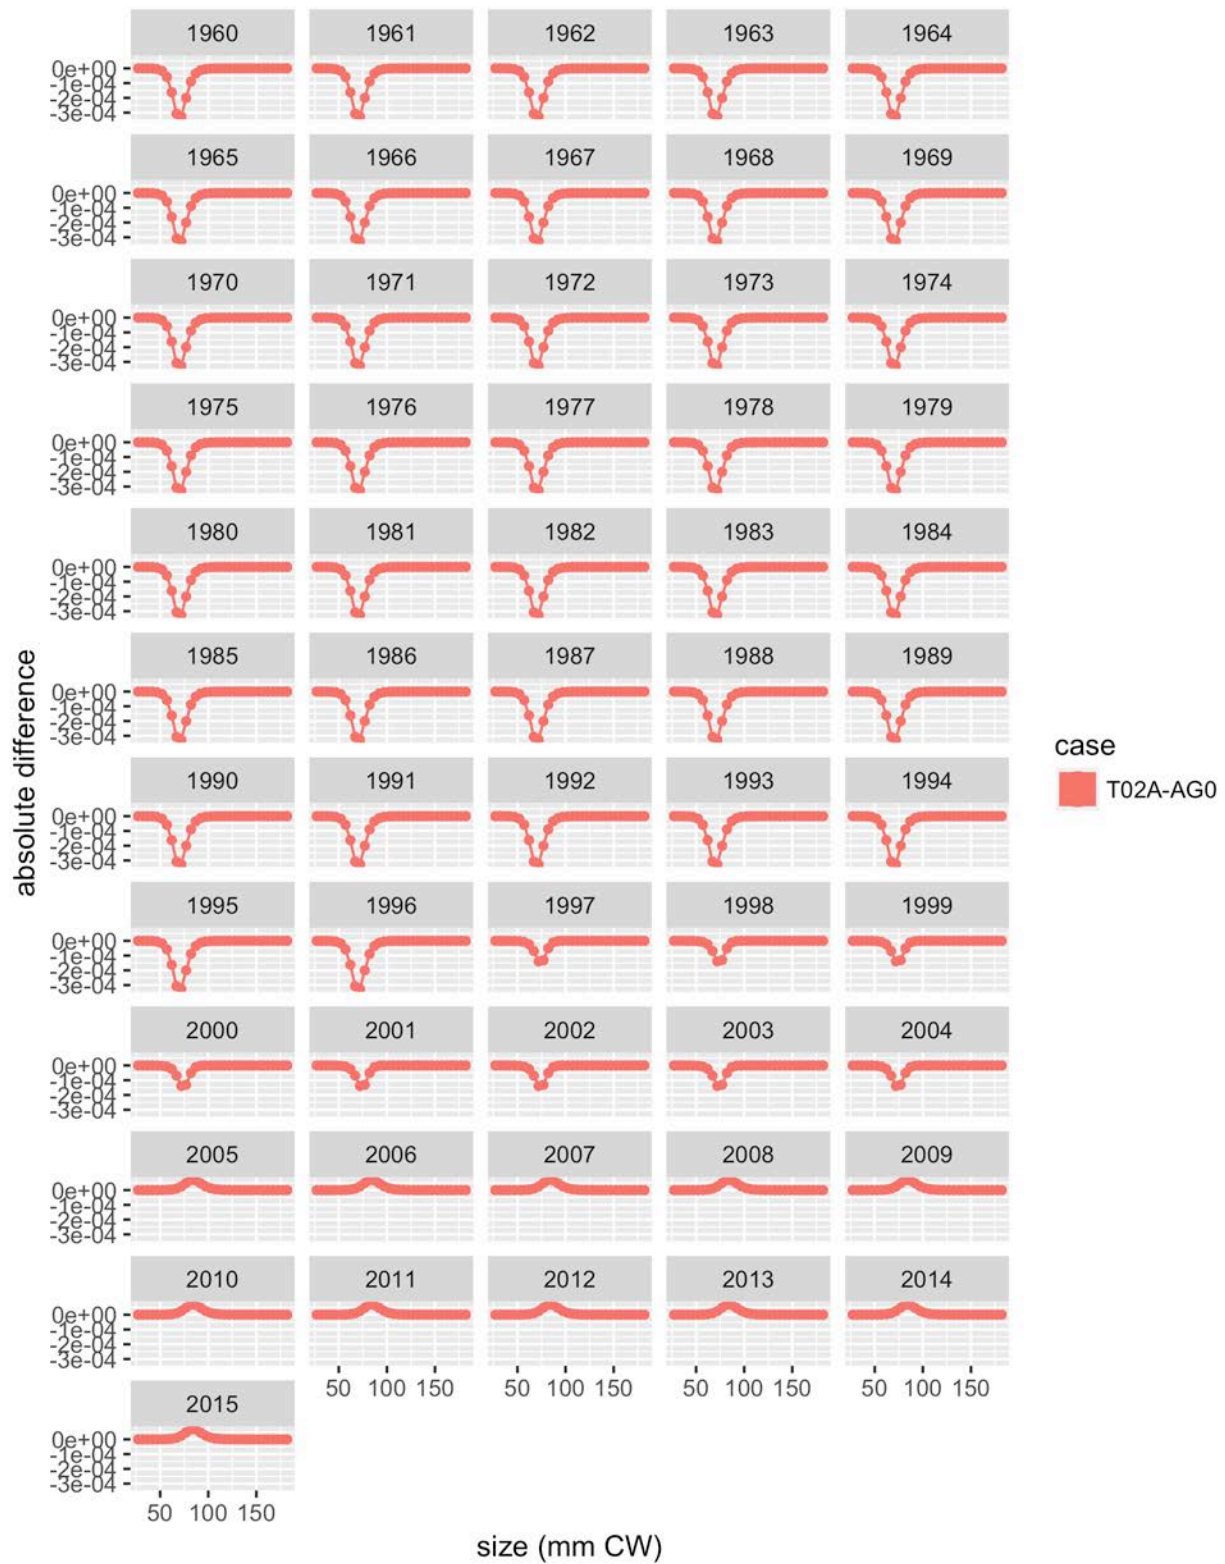 1960 1961 1962 1963 1964
0e+00
-1e-04
-2e-04
-3e-04
1965 1966 1967 1968 1969
0e+00
-1e-04
-2e-04
-3e-04
1970 1971 1972 1973 1974
0e+00
-1e-04
-2e-04
-3e-04
1975 1976 1977 1978 1979
0e+00
-1e-04
-2e-04
-3e-04
1980 1981 1982 1983 1984
0e+00
-1e-04
-2e-04
-3e-04
1985 1986 1987 1988 1989
0e+00
-1e-04
-2e-04
-3e-04
absolute difference
case
T02A-AG0
1990 1991 1992 1993 1994
0e+00
-1e-04
-2e-04
-3e-04
1995 1996 1997 1998 1999
0e+00
-1e-04
-2e-04
-3e-04
2000 2001 2002 2003 2004
0e+00
-1e-04
-2e-04
-3e-04
2005 2006 2007 2008 2009
0e+00
-1e-04
-2e-04
-3e-04
2010 2011 2012 2013 2014
0e+00
-1e-04
-2e-04
-3e-04
50 100 150 50 100 150 50 100 150 50 100 150
2015
0e+00
-1e-04
-2e-04
-3e-04
50 100 150
size (mm CW)